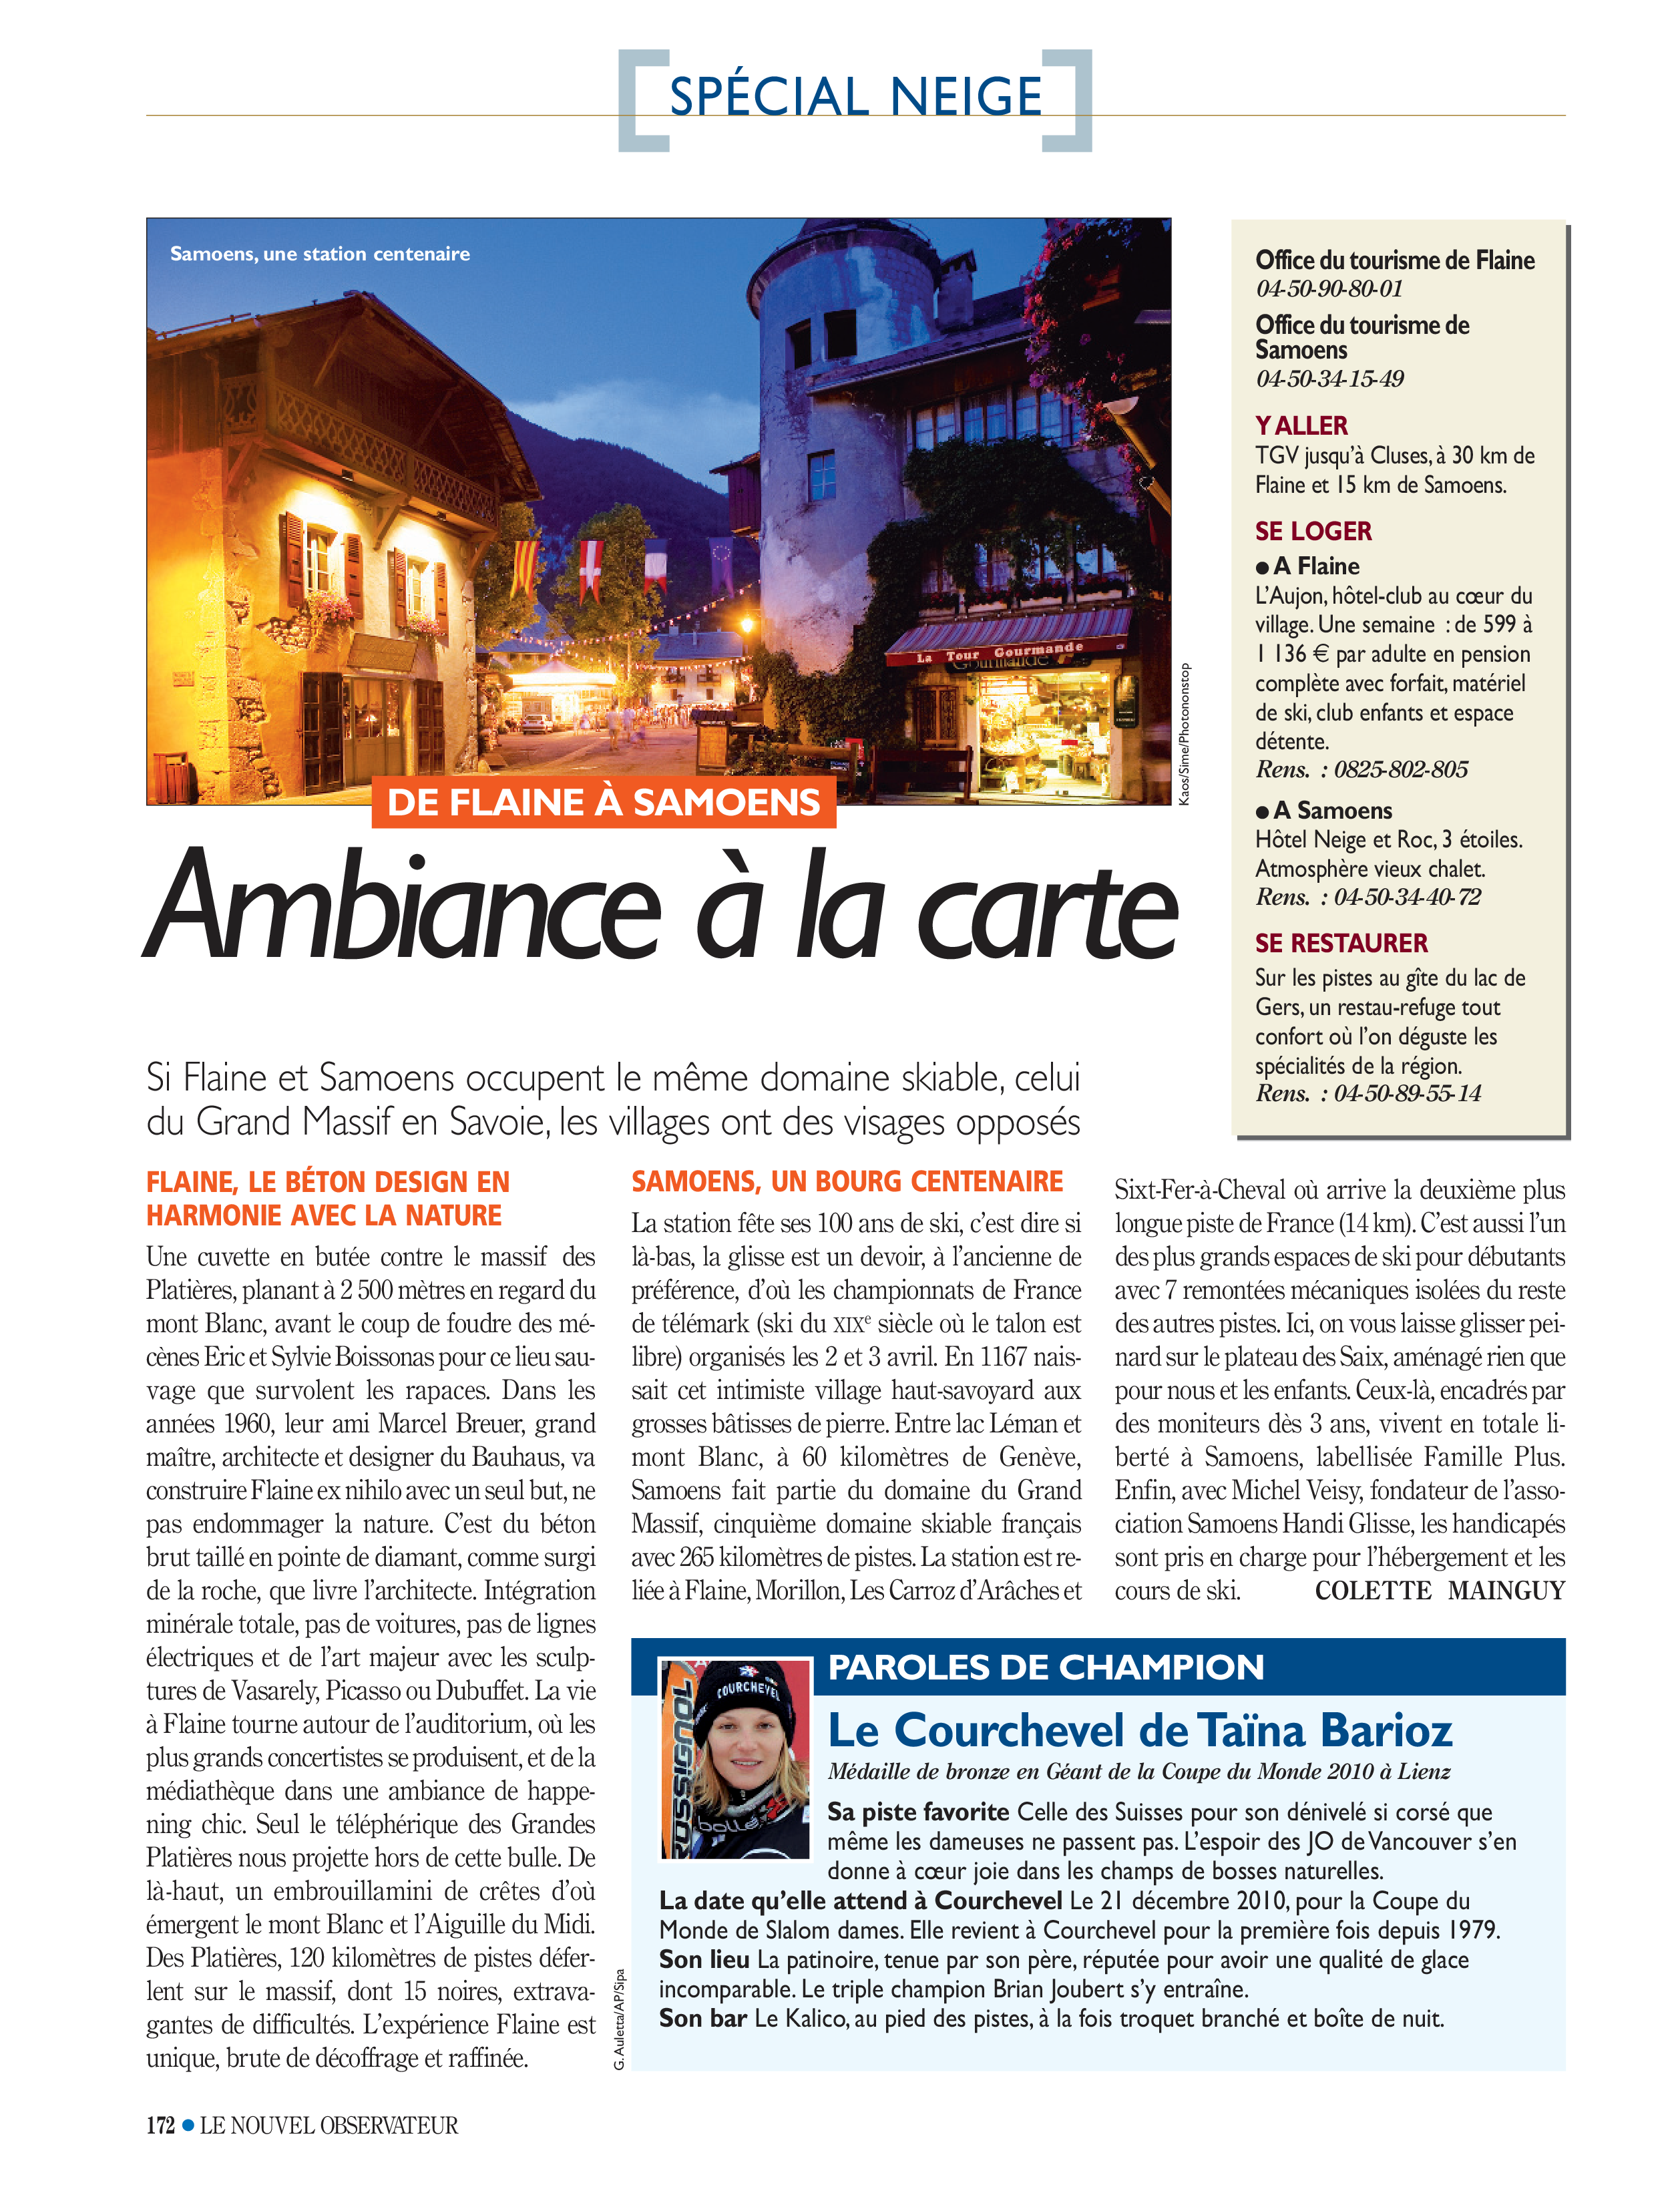 SPÉCIAL NEIGE
Samoens, une station centenaire
La Tour Gourmande
Gourmande
Kaos/Sime/Photononstop
DE FLAINE À SAMOENS
Ambiance à la carte
Si Flaine et Samoens occupent le même domaine skiable, celui
du Grand Massif en Savoie, les villages ont des visages opposés
FLAINE, LE BÉTON DESIGN EN
HARMONIE AVEC LA NATURE
Une cuvette en butée contre le massif des
Platières, planant à 2 500 mètres en regard du
mont Blanc, avant le coup de foudre des mé-
cènes Eric et Sylvie Boissonas pour ce lieu sau-
vage que survolent les rapaces. Dans les
années 1960, leur ami Marcel Breuer, grand
maître, architecte et designer du Bauhaus, va
construire Flaine ex nihilo avec un seul but, ne
pas endommager la nature. C'est du béton
brut taillé en pointe de diamant, comme surgi
de la roche, que livre l'architecte. Intégration
minérale totale, pas de voitures, pas de lignes
électriques et de l'art majeur avec les sculp-
tures de Vasarely, Picasso ou Dubuffet. La vie
à Flaine tourne autour de l'auditorium, où les
plus grands concertistes se produisent, et de la
médiathèque dans une ambiance de happe-
ning chic. Seul le téléphérique des Grandes
Platières nous projette hors de cette bulle. De
là-haut, un embrouillamini de crêtes d'où
émergent le mont Blanc et l'Aiguille du Midi.
Des Platières, 120 kilomètres de pistes défer-
lent sur le massif, dont 15 noires, extrava-
gantes de difficultés. L'expérience Flaine est
unique, brute de décoffrage et raffinée.
SAMOENS, UN BOURG CENTENAIRE
La station fête ses 100 ans de ski, c'est dire si
là-bas, la glisse est un devoir, à l'ancienne de
préférence, d'où les championnats de France
de télémark (ski du XIXe siècle où le talon est
libre) organisés les 2 et 3 avril. En 1167 nais-
sait cet intimiste village haut-savoyard aux
grosses bâtisses de pierre. Entre lac Léman et
mont Blanc, à 60 kilomètres de Genève,
Samoens fait partie du domaine du Grand
Massif, cinquième domaine skiable français
avec 265 kilomètres de pistes. La station est re-
liée à Flaine, Morillon, Les Carroz d'Arâches et
Sixt-Fer-à-Cheval où arrive la deuxième plus
longue piste de France (14 km). C'est aussi l'un
des plus grands espaces de ski pour débutants
avec 7 remontées mécaniques isolées du reste
des autres pistes. Ici, on vous laisse glisser pei-
nard sur le plateau des Saix, aménagé rien que
pour nous et les enfants. Ceux-là, encadrés par
des moniteurs dès 3 ans, vivent en totale li-
berté à Samoens, labellisée Famille Plus.
Enfin, avec Michel Veisy, fondateur de l'asso-
ciation Samoens Handi Glisse, les handicapés
sont pris en charge pour l'hébergement et les
cours de ski. COLETTE MAINGUY
Office du tourisme de Flaine
04-50-90-80-01
Office du tourisme de
Samoens
04-50-34-15-49
Y ALLER
TGV jusqu'à Cluses, à 30 km de
Flaine et 15 km de Samoens.
SE LOGER
● A Flaine
L'Aujon, hôtel-club au cœur du
village. Une semaine : de 599 à
1 136 € par adulte en pension
complète avec forfait, matériel
de ski, club enfants et espace
détente.
Rens. : 0825-802-805
● A Samoens
Hôtel Neige et Roc, 3 étoiles.
Atmosphère vieux chalet.
Rens. : 04-50-34-40-72
SE RESTAURER
Sur les pistes au gîte du lac de
Gers, un restau-refuge tout
confort où l'on déguste les
spécialités de la région.
Rens. : 04-50-89-55-14
PAROLES DE CHAMPION
COURCHEVEL
ROSSIGNOL
bollé
Le Courchevel de Taïna Barioz
Médaille de bronze en Géant de la Coupe du Monde 2010 à Lienz
Sa piste favorite Celle des Suisses pour son dénivelé si corsé que
même les dameuses ne passent pas. L'espoir des JO de Vancouver s'en
donne à cœur joie dans les champs de bosses naturelles.
La date qu'elle attend à Courchevel Le 21 décembre 2010, pour la Coupe du
Monde de Slalom dames. Elle revient à Courchevel pour la première fois depuis 1979.
Son lieu La patinoire, tenue par son père, réputée pour avoir une qualité de glace
incomparable. Le triple champion Brian Joubert s'y entraîne.
Son bar Le Kalico, au pied des pistes, à la fois troquet branché et boîte de nuit.
G. Auletta/AP/Sipa
172 ● LE NOUVEL OBSERVATEUR